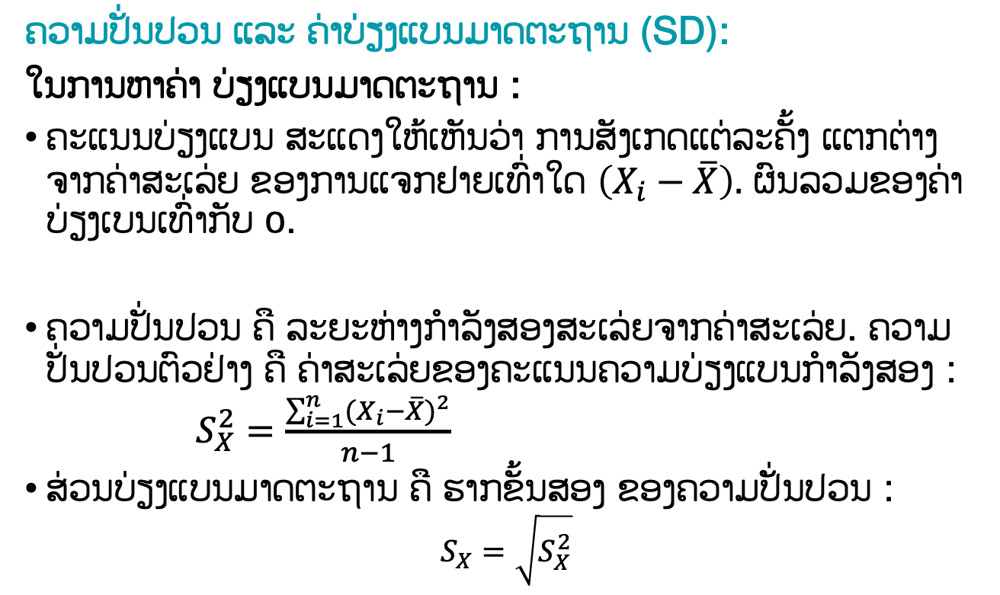 ຄວາມປັ່ນປວນ ແລະ ຄ່າບ່ຽງແບນມາດຕະຖານ (SD):
ໃນການຫາຄ່າ ບ່ຽງແບນມາດຕະຖານ :
• ຄະແນນບ່ຽງແບນ ສະແດງໃຫ້ເຫັນວ່າ ການສັງເກດແຕ່ລະຄັ້ງ ແຕກຕ່າງ
ຈາກຄ່າສະເລ່ຍ ຂອງການແຈກຢາຍເທົ່າໃດ (Xᵢ − X̄). ຜົນລວມຂອງຄ່າ
ບ່ຽງເບນເທົ່າກັບ 0.
• ຄວາມປັ່ນປວນ ຄື ລະຍະຫ່າງກຳລັງສອງສະເລ່ຍຈາກຄ່າສະເລ່ຍ. ຄວາມ
ປັ່ນປວນຕົວຢ່າງ ຄື ຄ່າສະເລ່ຍຂອງຄະແນນຄວາມບ່ຽງແບນກຳລັງສອງ :
S_X^2 = \frac{\sum_{i=1}^{n}(X_i−X̄)^2}{n−1}
• ສ່ວນບ່ຽງແບນມາດຕະຖານ ຄື ຮາກຂັ້ນສອງ ຂອງຄວາມປັ່ນປວນ :
S_X = \sqrt{S_X^2}